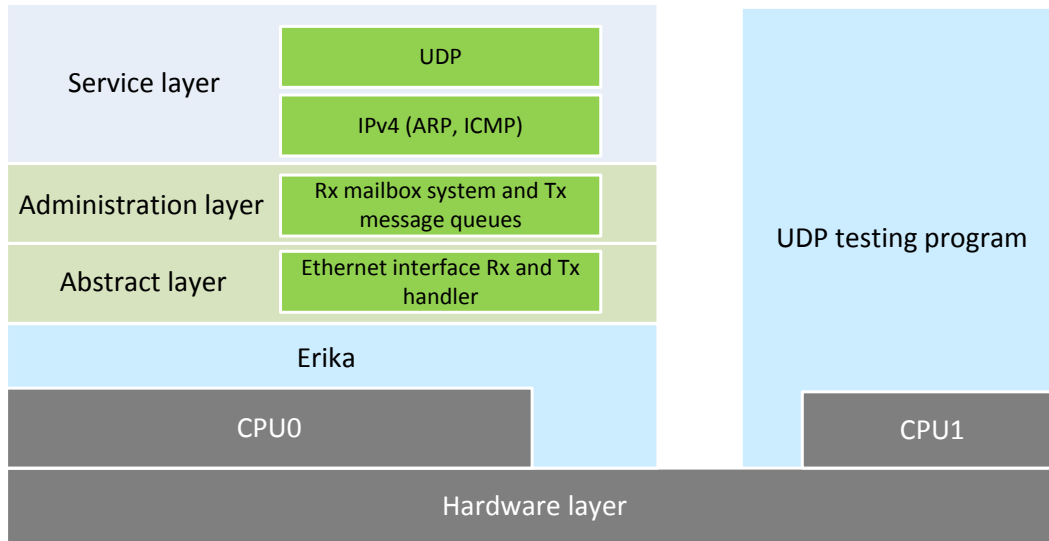 Service layer
UDP
IPv4 (ARP, ICMP)
Administration layer
Rx mailbox system and Tx
message queues
Abstract layer
Ethernet interface Rx and Tx
handler
Erika
CPU0
UDP testing program
CPU1
Hardware layer